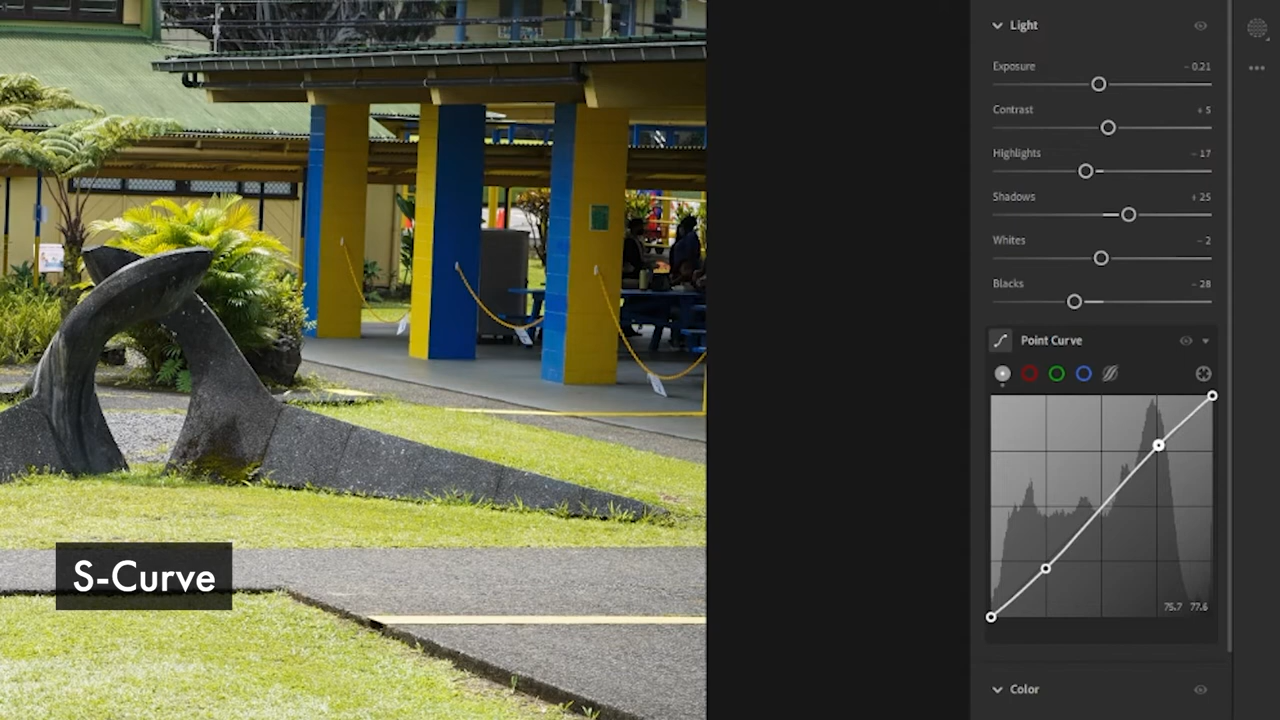 Light
Exposure - 0.21
Contrast + 5
Highlights - 17
Shadows + 25
Whites - 2
Blacks - 28
Point Curve
S-Curve
75.7 77.6
Color